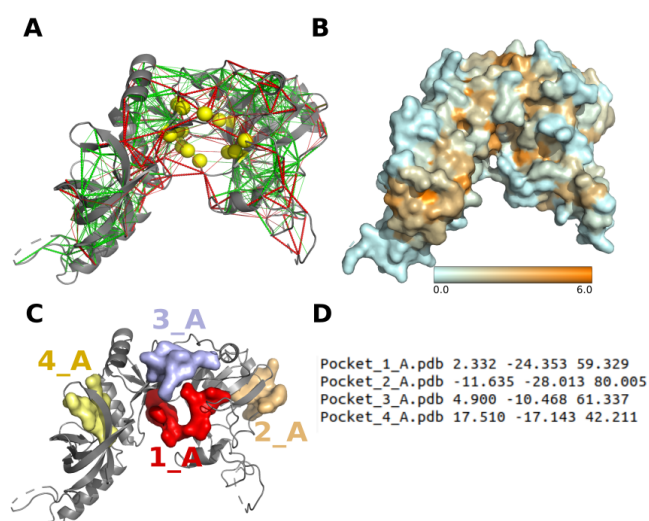 A
B
0.0 6.0
C
D
3_A
4_A
2_A
1_A
Pocket_1_A.pdb 2.332 -24.353 59.329
Pocket_2_A.pdb -11.635 -28.013 80.005
Pocket_3_A.pdb 4.900 -10.468 61.337
Pocket_4_A.pdb 17.510 -17.143 42.211